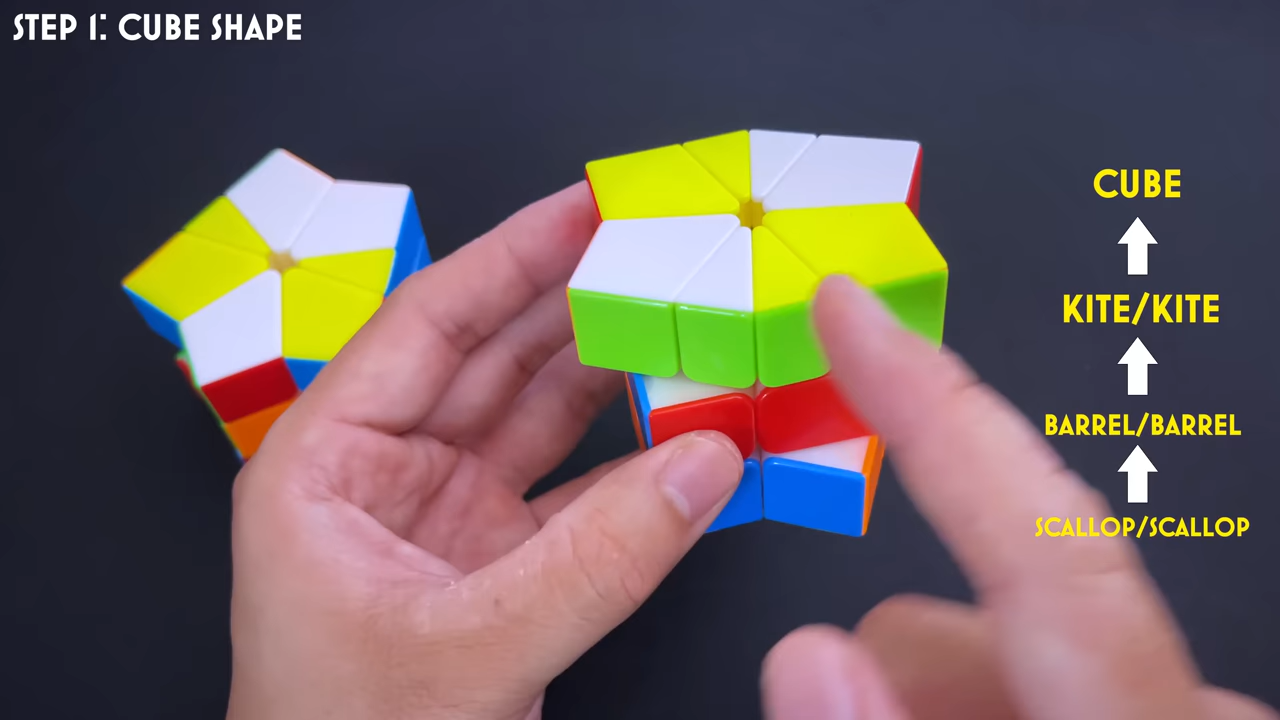 STEP 1: CUBE SHAPE
CUBE
KITE/KITE
BARREL/BARREL
SCALLOP/SCALLOP